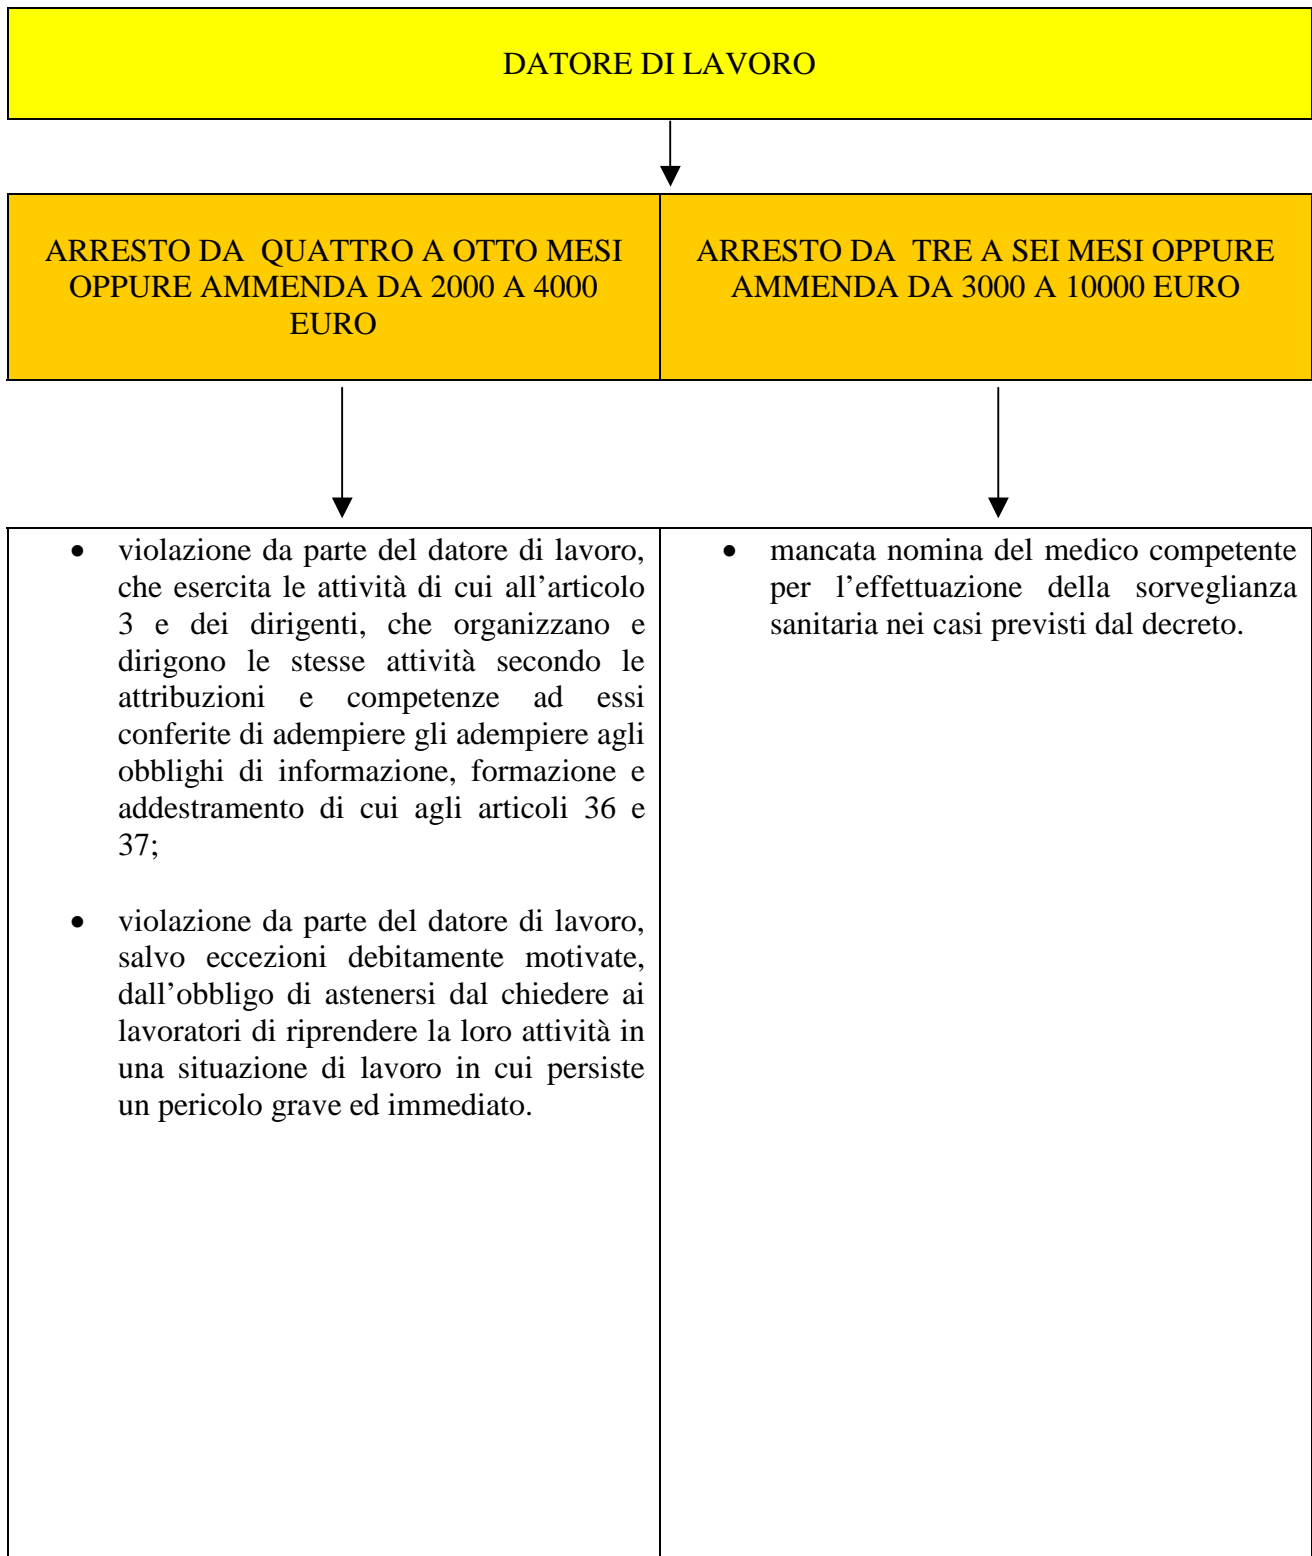 DATORE DI LAVORO
ARRESTO DA QUATTRO A OTTO MESI
OPPURE AMMENDA DA 2000 A 4000
EURO
ARRESTO DA TRE A SEI MESI OPPURE
AMMENDA DA 3000 A 10000 EURO
• violazione da parte del datore di lavoro,
che esercita le attività di cui all’articolo
3 e dei dirigenti, che organizzano e
dirigono le stesse attività secondo le
attribuzioni e competenze ad essi
conferite di adempiere gli adempiere agli
obblighi di informazione, formazione e
addestramento di cui agli articoli 36 e
37;
• violazione da parte del datore di lavoro,
salvo eccezioni debitamente motivate,
dall’obbligo di astenersi dal chiedere ai
lavoratori di riprendere la loro attività in
una situazione di lavoro in cui persiste
un pericolo grave ed immediato.
• mancata nomina del medico competente
per l’effettuazione della sorveglianza
sanitaria nei casi previsti dal decreto.